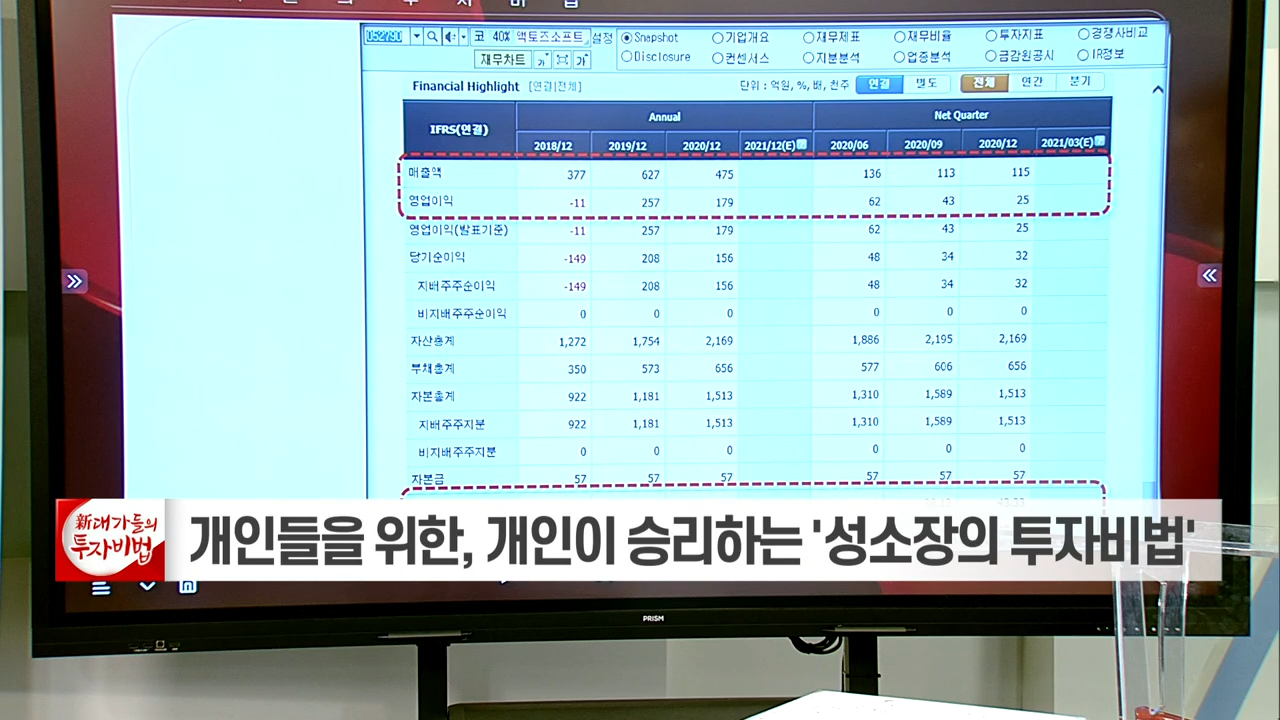 의 투 자 비 법
052790 코 40% 액토즈소프트 설정 Snapshot 기업개요 재무제표 재무비율 투자지표 경쟁사비교
재무차트 가 가 Disclosure 컨센서스 지분분석 업종분석 금감원공시 IR정보
Financial Highlight [연결|전체] 단위 : 억원, %, 배, 천주 연결 별도 전체 연간 분기
IFRS(연결) Annual Net Quarter
2018/12 2019/12 2020/12 2021/12(E) 2020/06 2020/09 2020/12 2021/03(E)
매출액 377 627 475 136 113 115
영업이익 -11 257 179 62 43 25
영업이익(발표기준) -11 257 179 62 43 25
당기순이익 -149 208 156 48 34 32
지배주주순이익 -149 208 156 48 34 32
비지배주주순이익 0 0 0 0 0 0
자산총계 1,272 1,754 2,169 1,886 2,195 2,169
부채총계 350 573 656 577 606 656
자본총계 922 1,181 1,513 1,310 1,589 1,513
지배주주지분 922 1,181 1,513 1,310 1,589 1,513
비지배주주지분 0 0 0 0 0 0
자본금 57 57 57 57 57 57
新대가들의
투자비법
개인들을 위한, 개인이 승리하는 '성소장의 투자비법'
PRISM